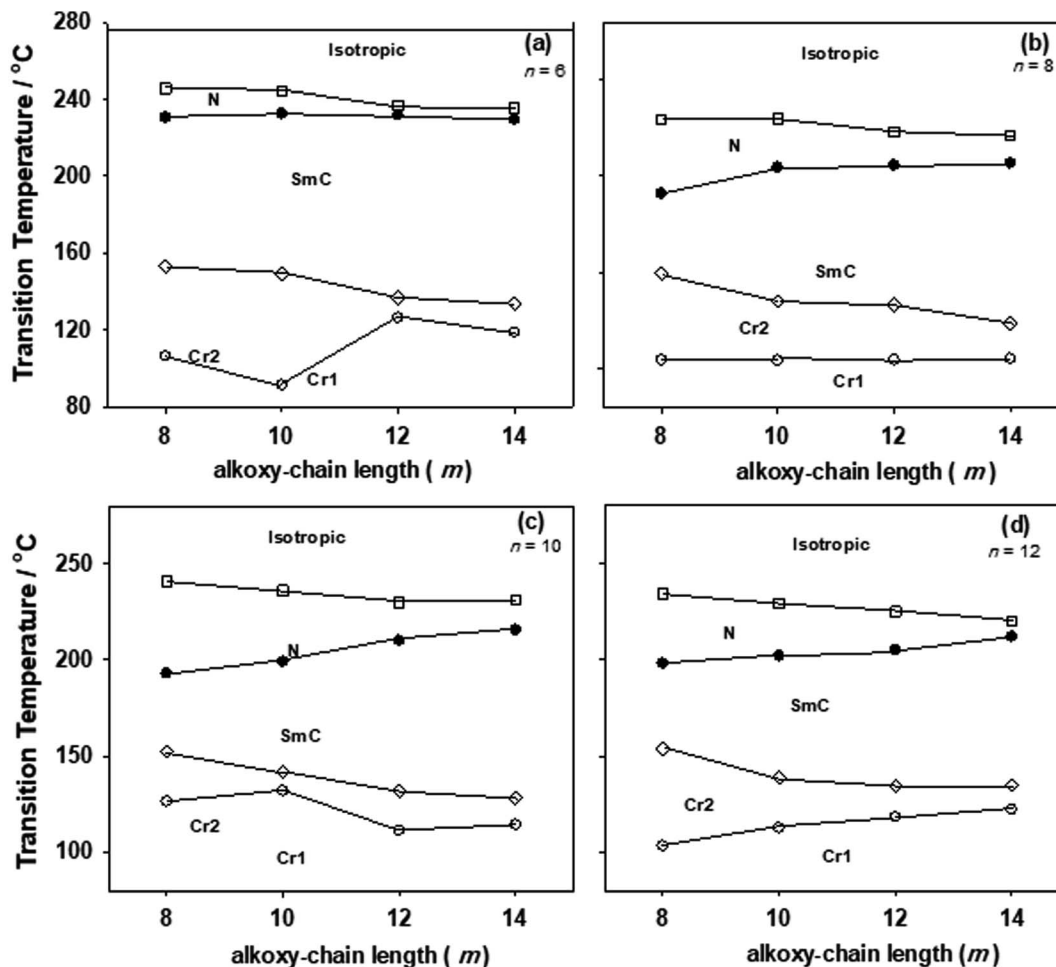 Transition Temperature / °C
280
240
200
160
120
80
Isotropic
(a)
n = 6
N
SmC
Cr2
Cr1
8 10 12 14
alkoxy-chain length ( m)
Isotropic
(b)
n = 8
N
SmC
Cr2
Cr1
8 10 12 14
alkoxy-chain length ( m)
Transition Temperature / °C
250
200
150
100
Isotropic
(c)
n = 10
N
SmC
Cr2
Cr1
8 10 12 14
alkoxy-chain length ( m)
Isotropic
(d)
n = 12
N
SmC
Cr2
Cr1
8 10 12 14
alkoxy-chain length (m)